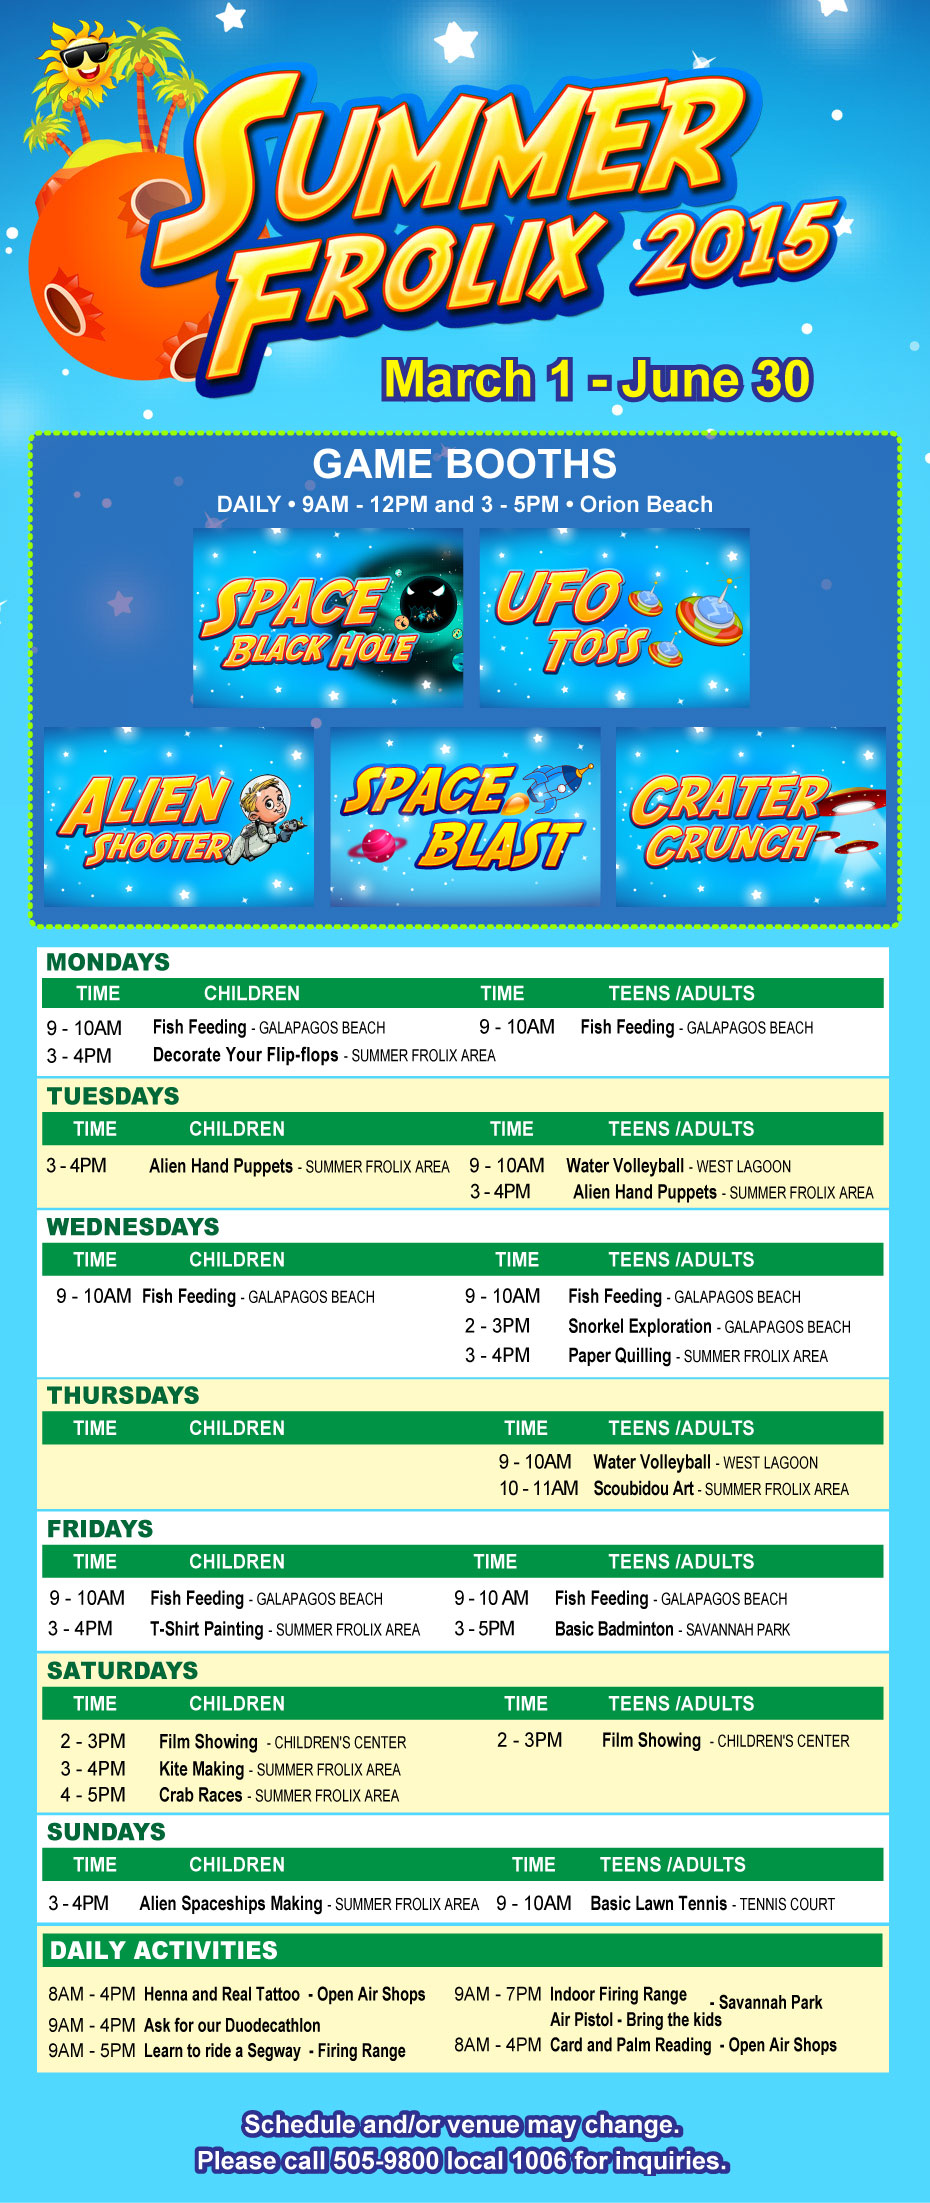 SUMMER
FROLIX 2015
March 1 - June 30
GAME BOOTHS
DAILY • 9AM - 12PM and 3 - 5PM • Orion Beach
SPACE
BLACK HOLE
UFO
TOSS
ALIEN
SHOOTER
SPACE
BLAST
CRATER
CRUNCH
MONDAYS
TIME CHILDREN TIME TEENS /ADULTS
9 - 10AM Fish Feeding - GALAPAGOS BEACH 9 - 10AM Fish Feeding - GALAPAGOS BEACH
3 - 4PM Decorate Your Flip-flops - SUMMER FROLIX AREA
TUESDAYS
TIME CHILDREN TIME TEENS /ADULTS
3 - 4PM Alien Hand Puppets - SUMMER FROLIX AREA 9 - 10AM Water Volleyball - WEST LAGOON
3 - 4PM Alien Hand Puppets - SUMMER FROLIX AREA
WEDNESDAYS
TIME CHILDREN TIME TEENS /ADULTS
9 - 10AM Fish Feeding - GALAPAGOS BEACH 9 - 10AM Fish Feeding - GALAPAGOS BEACH
2 - 3PM Snorkel Exploration - GALAPAGOS BEACH
3 - 4PM Paper Quilling - SUMMER FROLIX AREA
THURSDAYS
TIME CHILDREN TIME TEENS /ADULTS
9 - 10AM Water Volleyball - WEST LAGOON
10 - 11AM Scoubidou Art - SUMMER FROLIX AREA
FRIDAYS
TIME CHILDREN TIME TEENS /ADULTS
9 - 10AM Fish Feeding - GALAPAGOS BEACH 9 - 10 AM Fish Feeding - GALAPAGOS BEACH
3 - 4PM T-Shirt Painting - SUMMER FROLIX AREA 3 - 5PM Basic Badminton - SAVANNAH PARK
SATURDAYS
TIME CHILDREN TIME TEENS /ADULTS
2 - 3PM Film Showing - CHILDREN'S CENTER 2 - 3PM Film Showing - CHILDREN'S CENTER
3 - 4PM Kite Making - SUMMER FROLIX AREA
4 - 5PM Crab Races - SUMMER FROLIX AREA
SUNDAYS
TIME CHILDREN TIME TEENS /ADULTS
3 - 4PM Alien Spaceships Making - SUMMER FROLIX AREA 9 - 10AM Basic Lawn Tennis - TENNIS COURT
DAILY ACTIVITIES
8AM - 4PM Henna and Real Tattoo - Open Air Shops 9AM - 7PM Indoor Firing Range - Savannah Park
9AM - 4PM Ask for our Duodecathlon Air Pistol - Bring the kids
9AM - 5PM Learn to ride a Segway - Firing Range 8AM - 4PM Card and Palm Reading - Open Air Shops
Schedule and/or venue may change.
Please call 505-9800 local 1006 for inquiries.